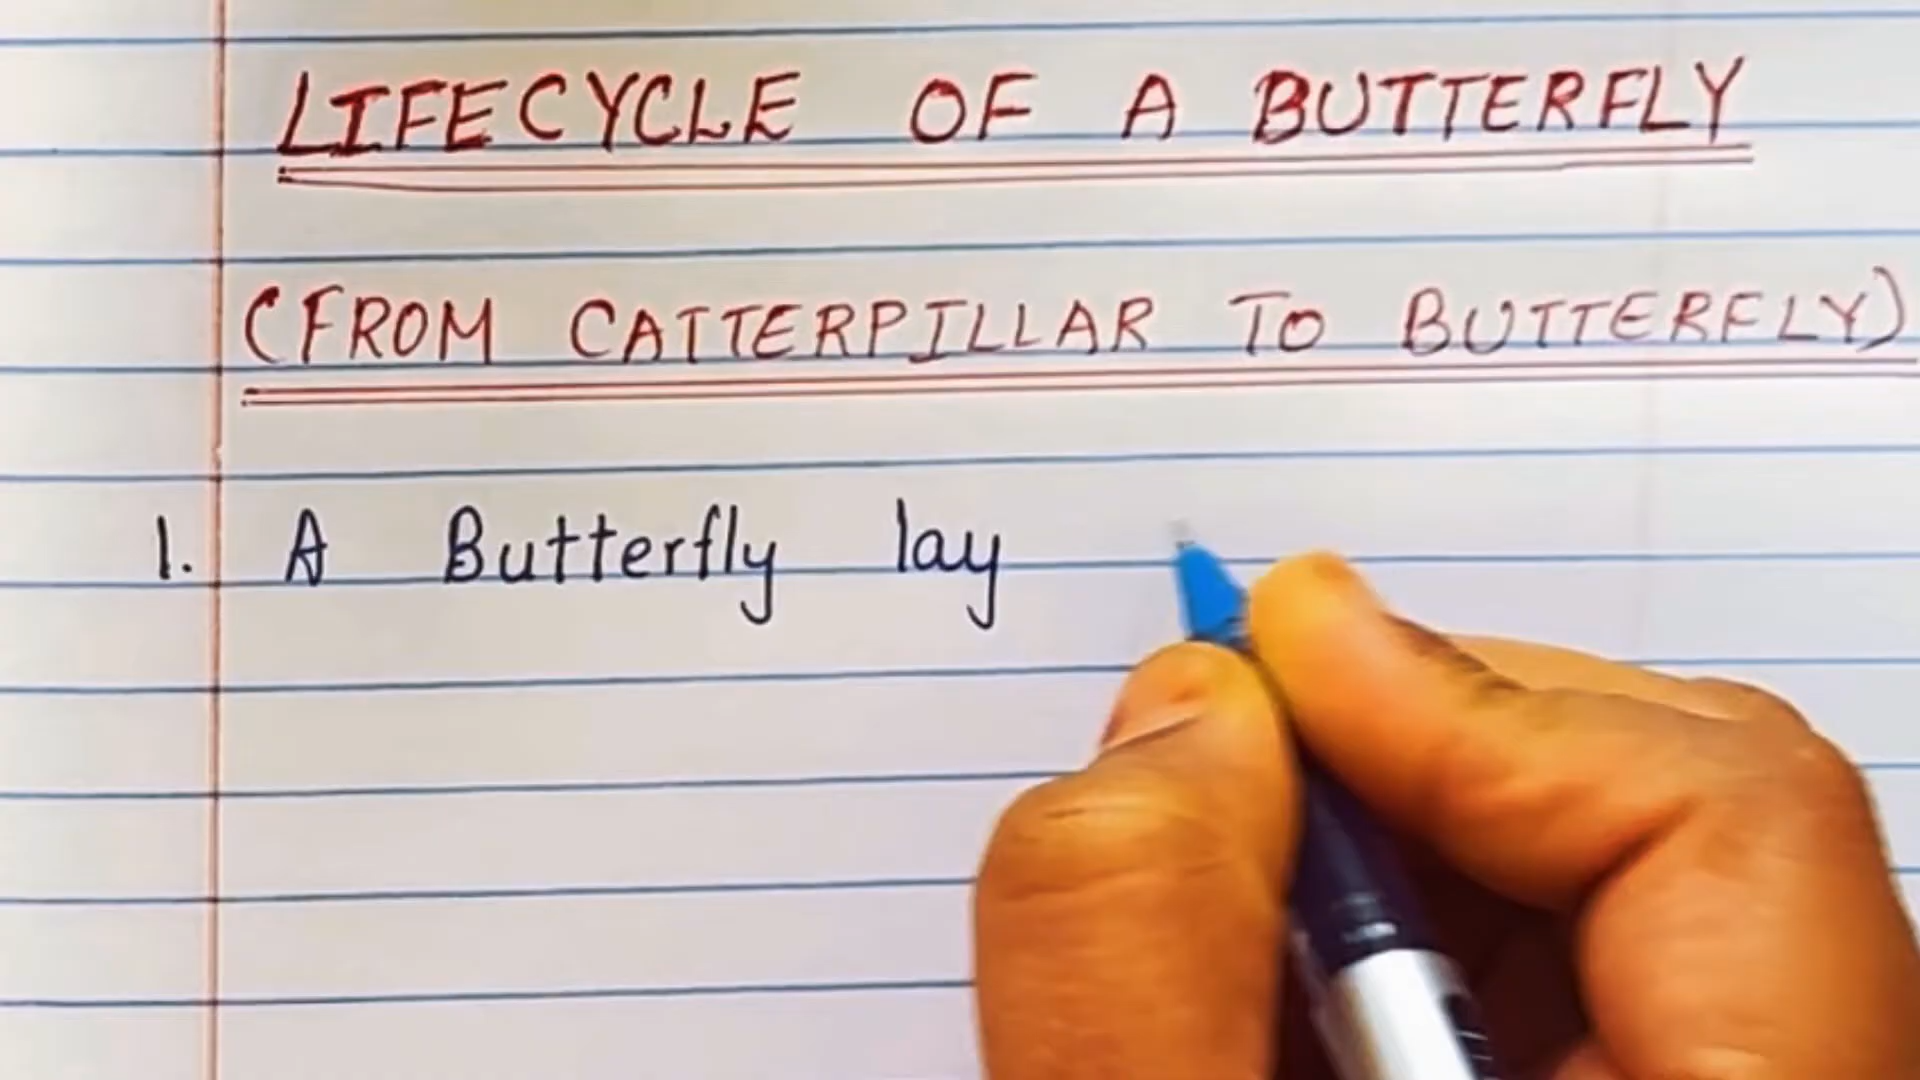 LIFECYCLE OF A BUTTERFLY
(FROM CATTERPILLAR TO BUTTERFLY)
1. A Butterfly lay